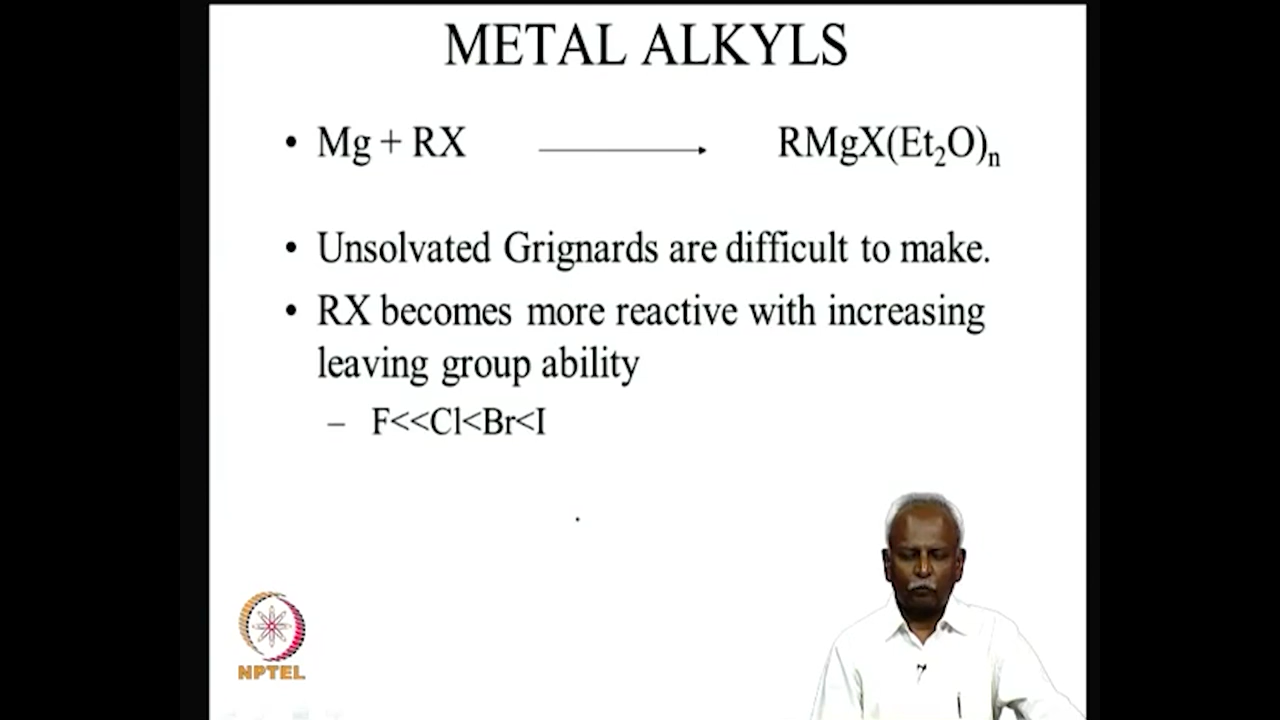 METAL ALKYLS
• Mg + RX ⟶ RMgX(Et₂O)ₙ
• Unsolvated Grignards are difficult to make.
• RX becomes more reactive with increasing
leaving group ability
– F<<Cl<Br<I
NPTEL